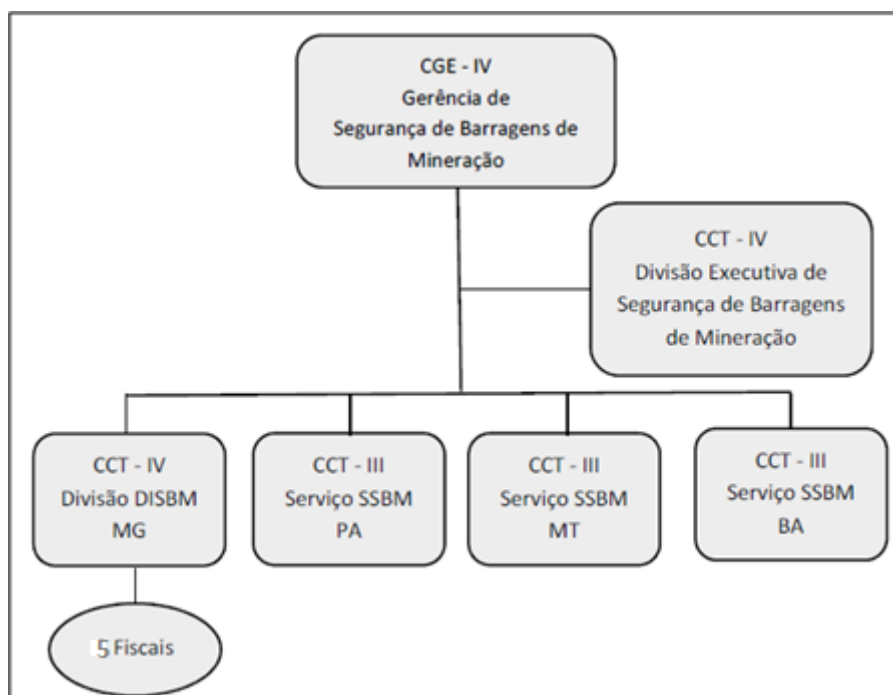 CGE - IV
Gerência de
Segurança de Barragens de
Mineração
CCT - IV
Divisão Executiva de
Segurança de Barragens
de Mineração
CCT - IV
Divisão DISBM
MG
CCT - III
Serviço SSBM
PA
CCT - III
Serviço SSBM
MT
CCT - III
Serviço SSBM
BA
5 Fiscais